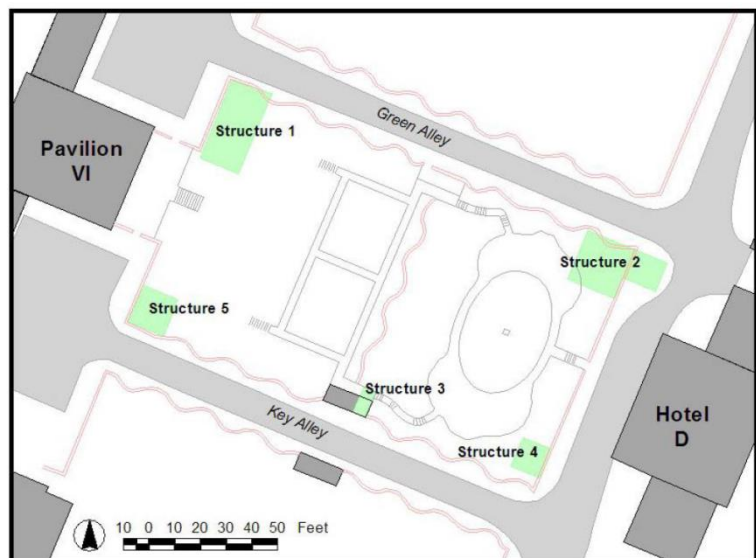 Green Alley
Structure 1
Pavilion
VI
Structure 2
Structure 5
Structure 3
Hotel
D
Key Alley
Structure 4
10 0 10 20 30 40 50 Feet